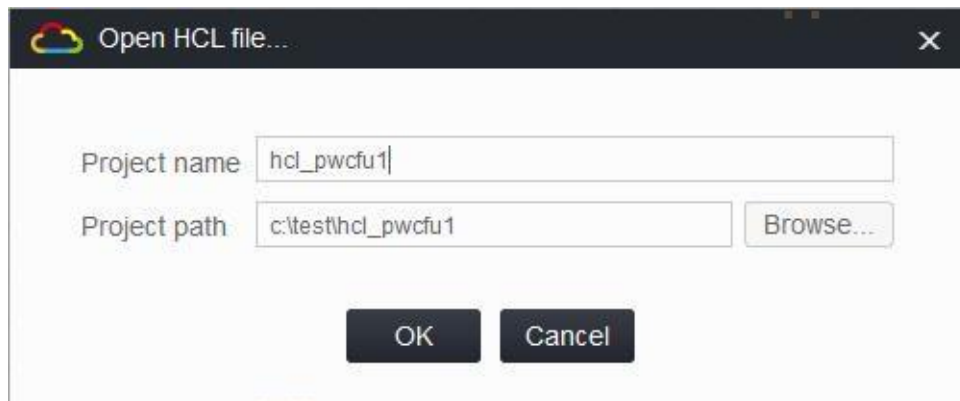 Open HCL file...
Project name hcl_pwcfu1
Project path c:\test\hcl_pwcfu1 Browse...
OK Cancel